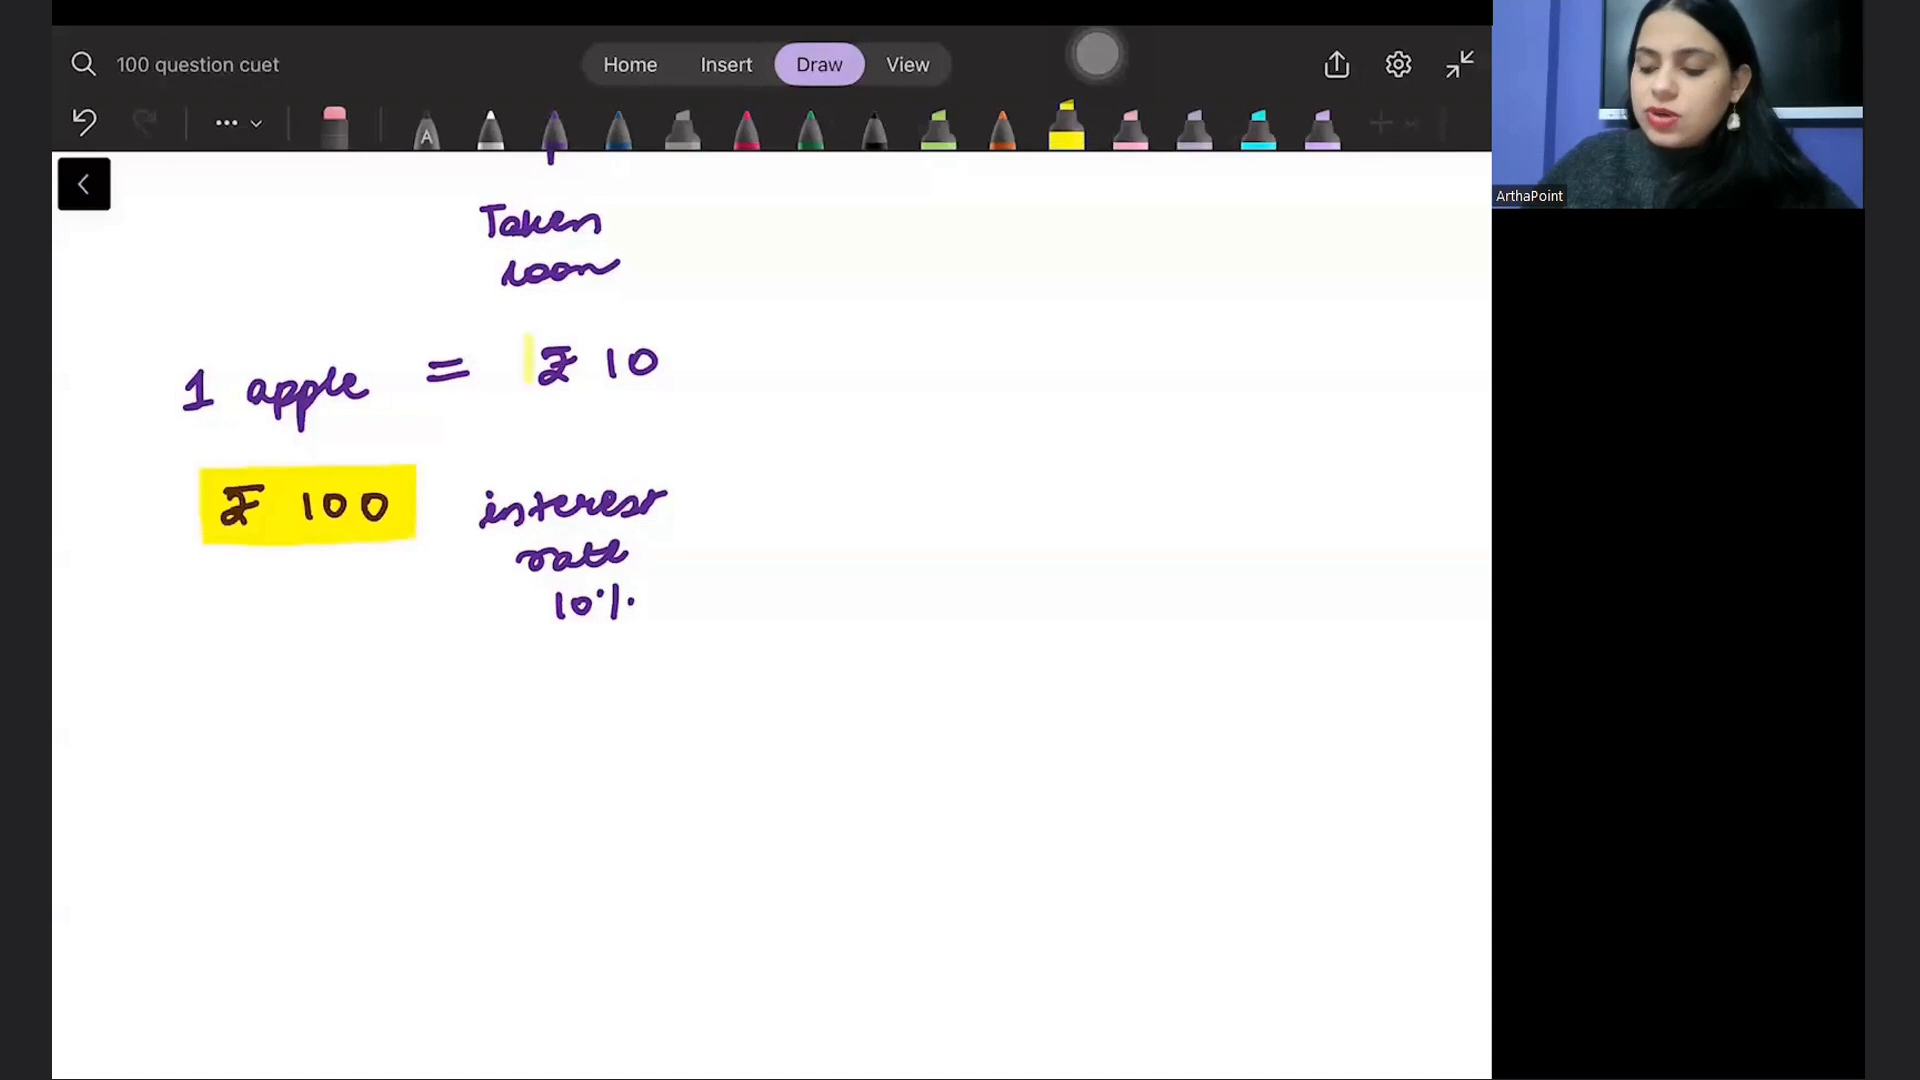 100 question cuet
Home Insert Draw View
A
ArthaPoint
Taken
loan
1 apple = ₹ 10
₹ 100
interest
rate
10%